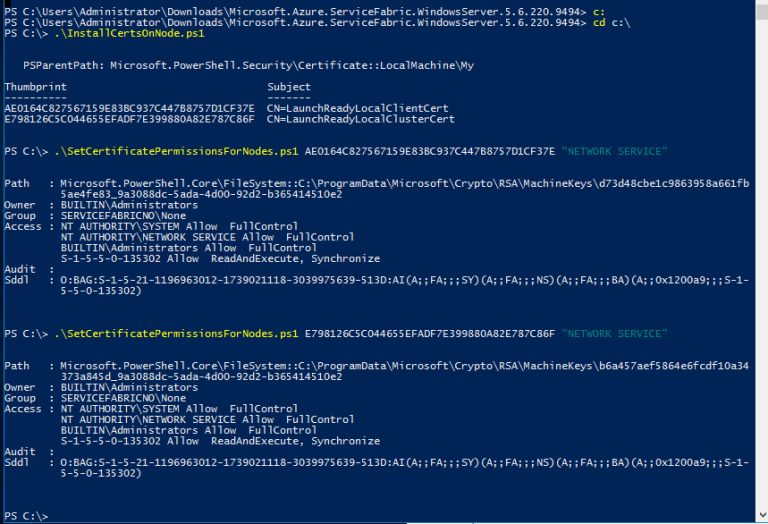 PS C:\Users\Administrator\Downloads\Microsoft.Azure.ServiceFabric.WindowsServer.5.6.220.9494> c:
PS C:\Users\Administrator\Downloads\Microsoft.Azure.ServiceFabric.WindowsServer.5.6.220.9494> cd c:\
PS C:\> .\InstallCertsOnNode.ps1
PSParentPath: Microsoft.PowerShell.Security\Certificate::LocalMachine\My
Thumbprint Subject
---------- -------
AE0164C827567159E83BC937C447B8757D1CF37E CN=LaunchReadyLocalClientCert
E798126C5C044655EFADF7E399880A82E787C86F CN=LaunchReadyLocalClusterCert
PS C:\> .\SetCertificatePermissionsForNodes.ps1 AE0164C827567159E83BC937C447B8757D1CF37E "NETWORK SERVICE"
Path : Microsoft.PowerShell.Core\FileSystem::C:\ProgramData\Microsoft\Crypto\RSA\MachineKeys\d73d48cbe1c9863958a661fb
5ae4fe83_9a3088dc-5ada-4d00-92d2-b365414510e2
Owner : BUILTIN\Administrators
Group : SERVICEFABRICNO\None
Access : NT AUTHORITY\SYSTEM Allow FullControl
NT AUTHORITY\NETWORK SERVICE Allow FullControl
BUILTIN\Administrators Allow FullControl
S-1-5-5-0-135302 Allow ReadAndExecute, Synchronize
Audit :
Sddl : O:BAG:S-1-5-21-1196963012-1739021118-3039975639-513D:AI(A;;FA;;;SY)(A;;FA;;;NS)(A;;FA;;;BA)(A;;0x1200a9;;;S-1-
5-5-0-135302)
PS C:\> .\SetCertificatePermissionsForNodes.ps1 E798126C5C044655EFADF7E399880A82E787C86F "NETWORK SERVICE"
Path : Microsoft.PowerShell.Core\FileSystem::C:\ProgramData\Microsoft\Crypto\RSA\MachineKeys\b6a457aef5864e6fcdf10a34
373a845d_9a3088dc-5ada-4d00-92d2-b365414510e2
Owner : BUILTIN\Administrators
Group : SERVICEFABRICNO\None
Access : NT AUTHORITY\SYSTEM Allow FullControl
NT AUTHORITY\NETWORK SERVICE Allow FullControl
BUILTIN\Administrators Allow FullControl
S-1-5-5-0-135302 Allow ReadAndExecute, Synchronize
Audit :
Sddl : O:BAG:S-1-5-21-1196963012-1739021118-3039975639-513D:AI(A;;FA;;;SY)(A;;FA;;;NS)(A;;FA;;;BA)(A;;0x1200a9;;;S-1-
5-5-0-135302)
PS C:\>